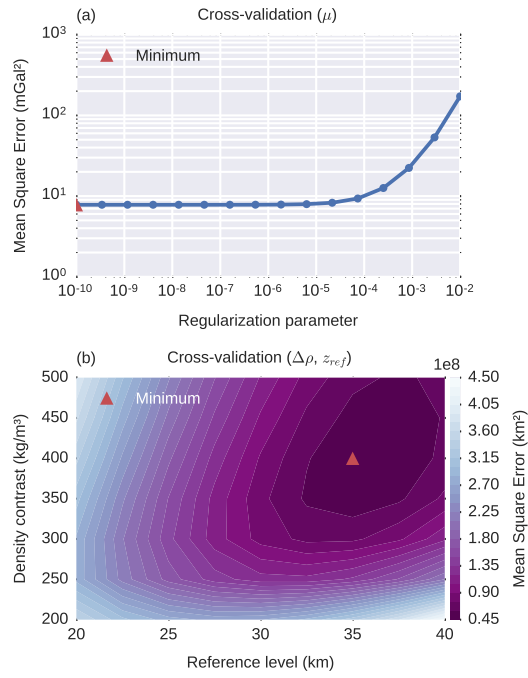 (a)
Cross-validation (μ)
10³
10²
10¹
10⁰
Mean Square Error (mGal²)
Minimum
10⁻¹⁰ 10⁻⁹ 10⁻⁸ 10⁻⁷ 10⁻⁶ 10⁻⁵ 10⁻⁴ 10⁻³ 10⁻²
Regularization parameter
(b)
Cross-validation (Δρ, z_ref)
1e8
500
450
400
350
300
250
200
Density contrast (kg/m³)
Minimum
20 25 30 35 40
Reference level (km)
4.50
4.05
3.60
3.15
2.70
2.25
1.80
1.35
0.90
0.45
Mean Square Error (km²)